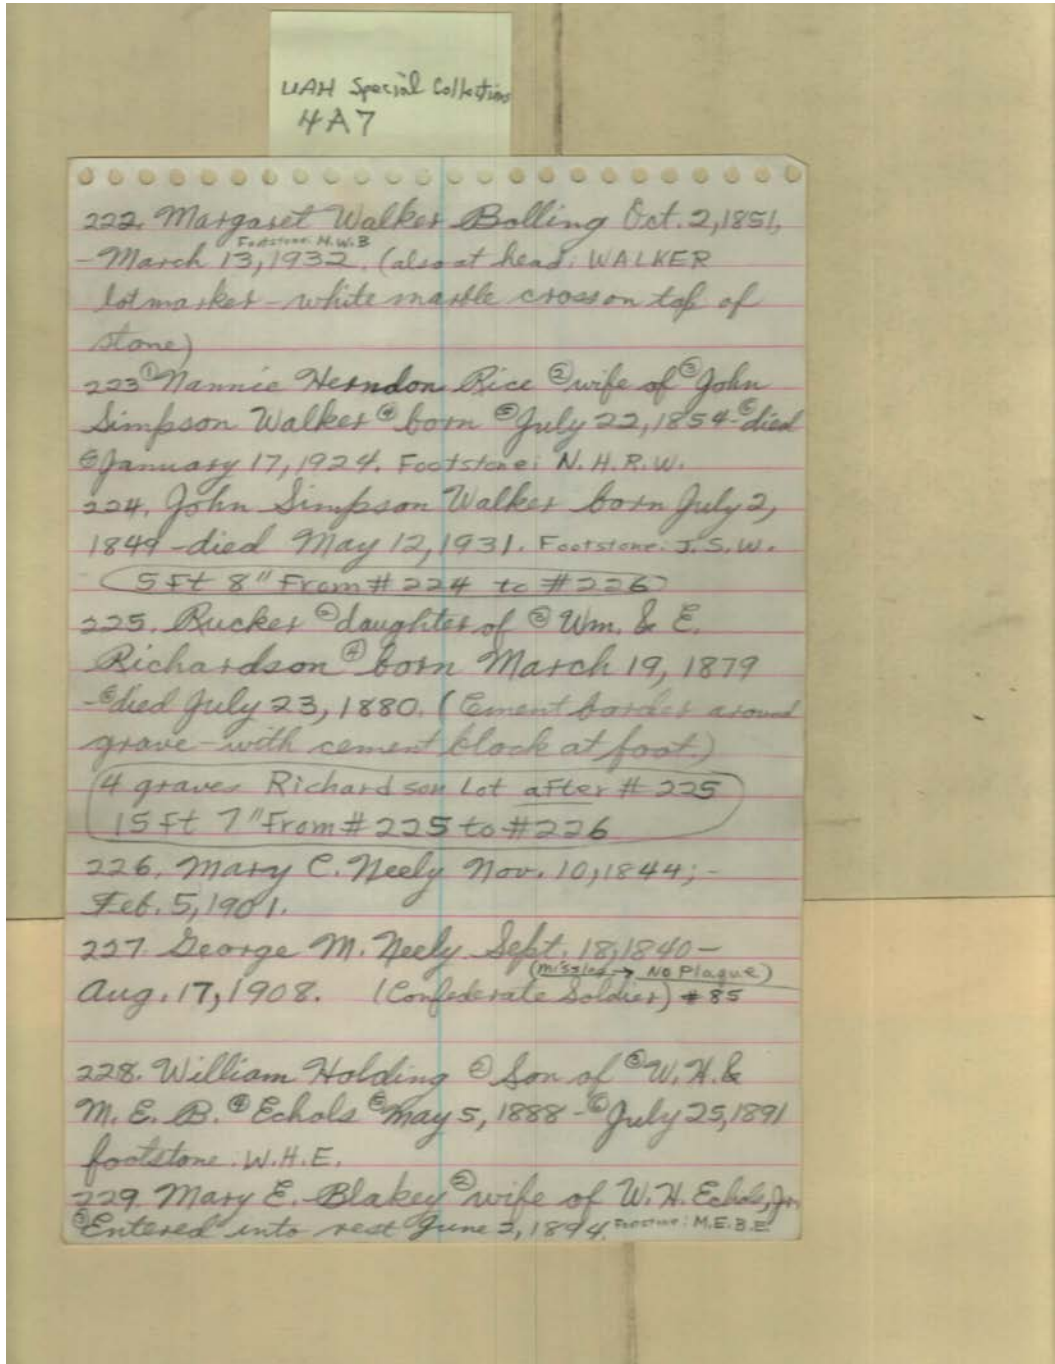 UAH Special Collections
4A7
222. Margaret Walker Bolling Oct. 2, 1851,
Footstone: M.W.B
- March 13, 1932. (also at head: WALKER
lot marker - white marble cross on top of
stone)
223 ① Nannie Herndon Rice ② wife of ③ John
Simpson Walker ④ born ⑤ July 22, 1854 - ⑥ died
⑦ January 17, 1924. Footstone: N. H. R. W.
224. John Simpson Walker born July 2,
1849 - died May 12, 1931. Footstone: J. S. W.
5 ft 8" From # 224 to # 226
225. Rucker ② daughter of ③ Wm. & E.
Richardson ④ born March 19, 1879
- ⑥ died July 23, 1880. (Cement border around
grave - with cement block at foot.)
4 graves Richardson Lot after # 225
15 ft 7" From # 225 to # 226
226. Mary C. Neely Nov. 10, 1844; -
Feb. 5, 1901.
227. George M. Neely Sept. 18, 1840 -
(missing → No Plaque)
Aug. 17, 1908. (Confederate Soldier) # 85
228. William Holding ② Son of ③ W. H. &
M. E. B. ④ Echols ⑤ May 5, 1888 - ⑥ July 25, 1891
footstone: W. H. E.
229. Mary E. Blakey ② wife of W. H. Echols, Jr.
③ Entered into rest June 2, 1894. Footstone: M.E.B.E.